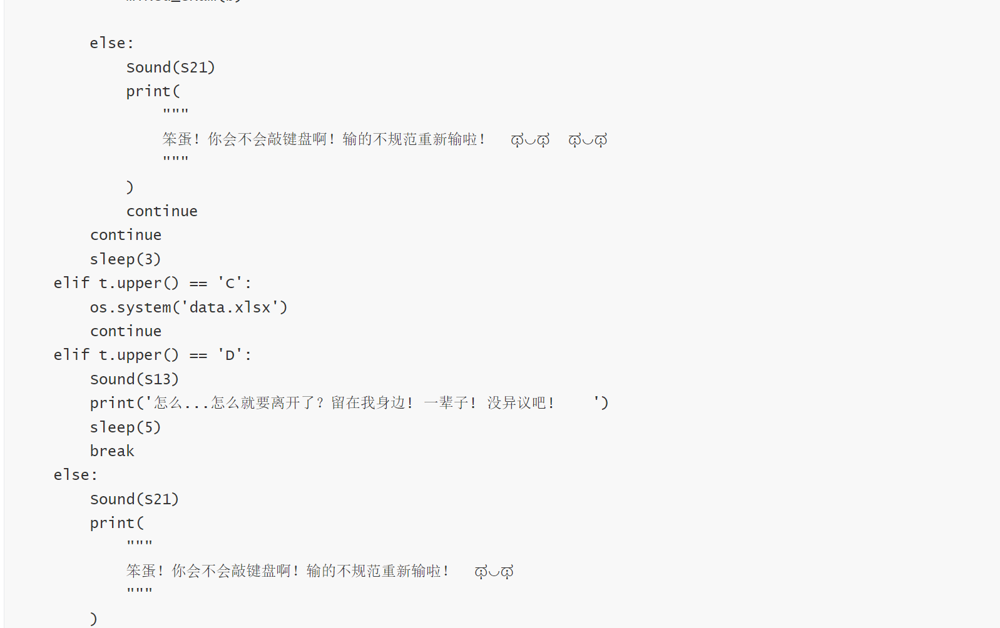 else:
Sound(S21)
print(
"""
笨蛋！你会不会敲键盘啊！输的不规范重新输啦！ ಥ◡ಥ ಥ◡ಥ
"""
)
continue
continue
sleep(3)
elif t.upper() == 'C':
os.system('data.xlsx')
continue
elif t.upper() == 'D':
Sound(S13)
print('怎么...怎么就要离开了？留在我身边! 一辈子! 没异议吧! ')
sleep(5)
break
else:
Sound(S21)
print(
"""
笨蛋！你会不会敲键盘啊！输的不规范重新输啦！ ಥ◡ಥ
"""
)